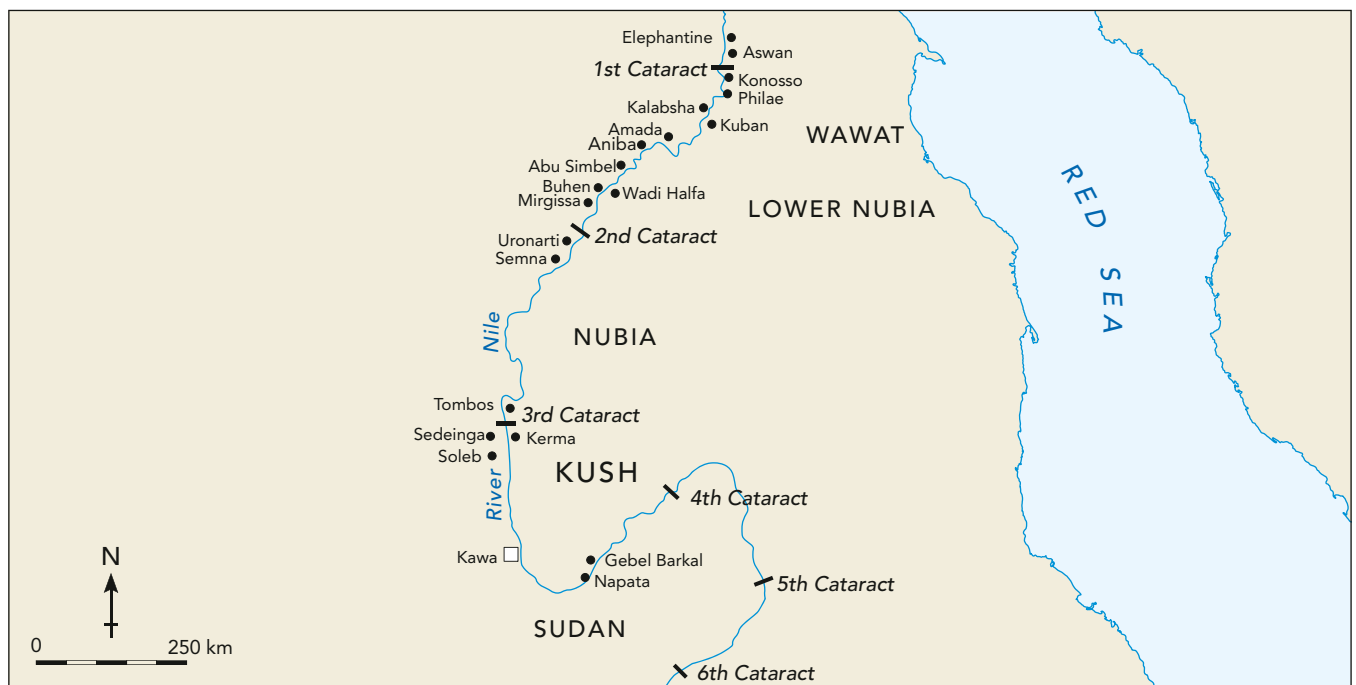 Elephantine
Aswan
1st Cataract
Konosso
Philae
Kalabsha
Kuban
Amada
WAWAT
Aniba
Abu Simbel
Buhen
Wadi Halfa
Mirgissa
LOWER NUBIA
RED SEA
2nd Cataract
Uronarti
Semna
Nile
NUBIA
Tombos
3rd Cataract
Sedeinga
Kerma
Soleb
KUSH
River
4th Cataract
Kawa
Gebel Barkal
Napata
5th Cataract
N
SUDAN
0 250 km
6th Cataract